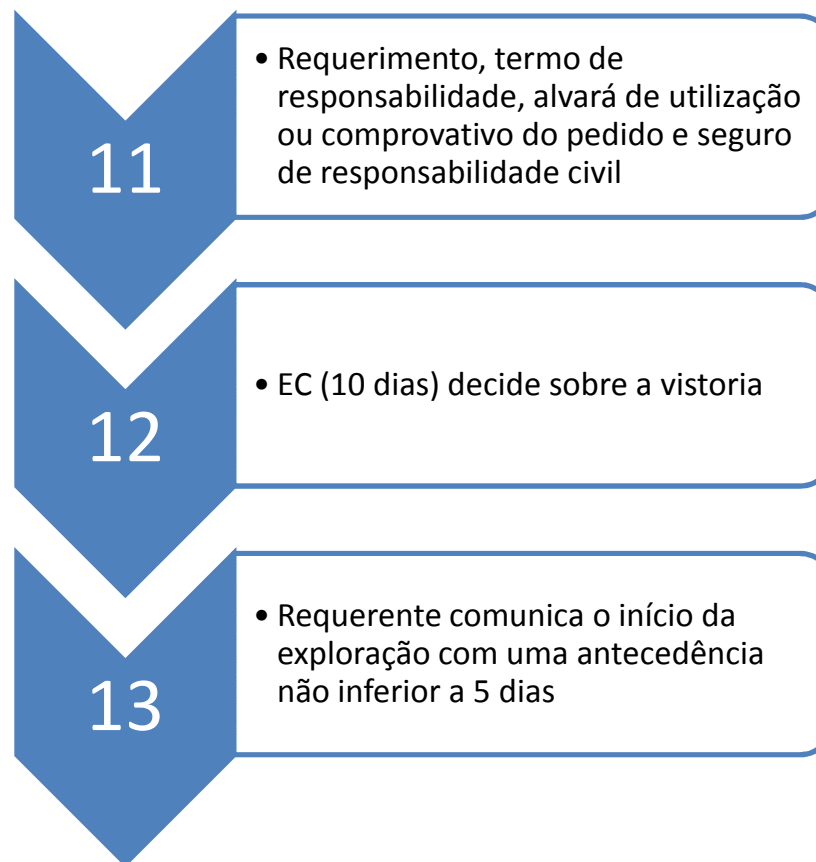 11
• Requerimento, termo de
responsabilidade, alvará de utilização
ou comprovativo do pedido e seguro
de responsabilidade civil
12
• EC (10 dias) decide sobre a vistoria
13
• Requerente comunica o início da
exploração com uma antecedência
não inferior a 5 dias